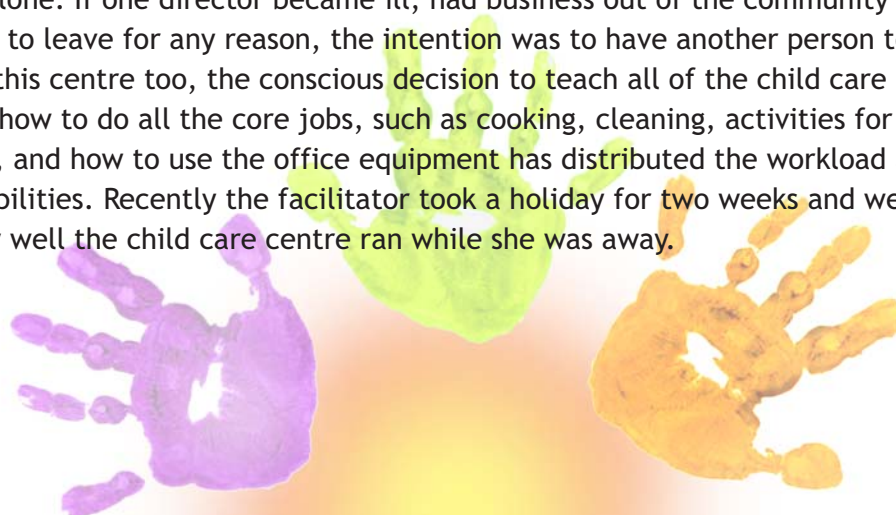 lone. If one director became ill, had business out of the community
to leave for any reason, the intention was to have another person t
this centre too, the conscious decision to teach all of the child care
how to do all the core jobs, such as cooking, cleaning, activities for
, and how to use the office equipment has distributed the workload
bilities. Recently the facilitator took a holiday for two weeks and we
well the child care centre ran while she was away.